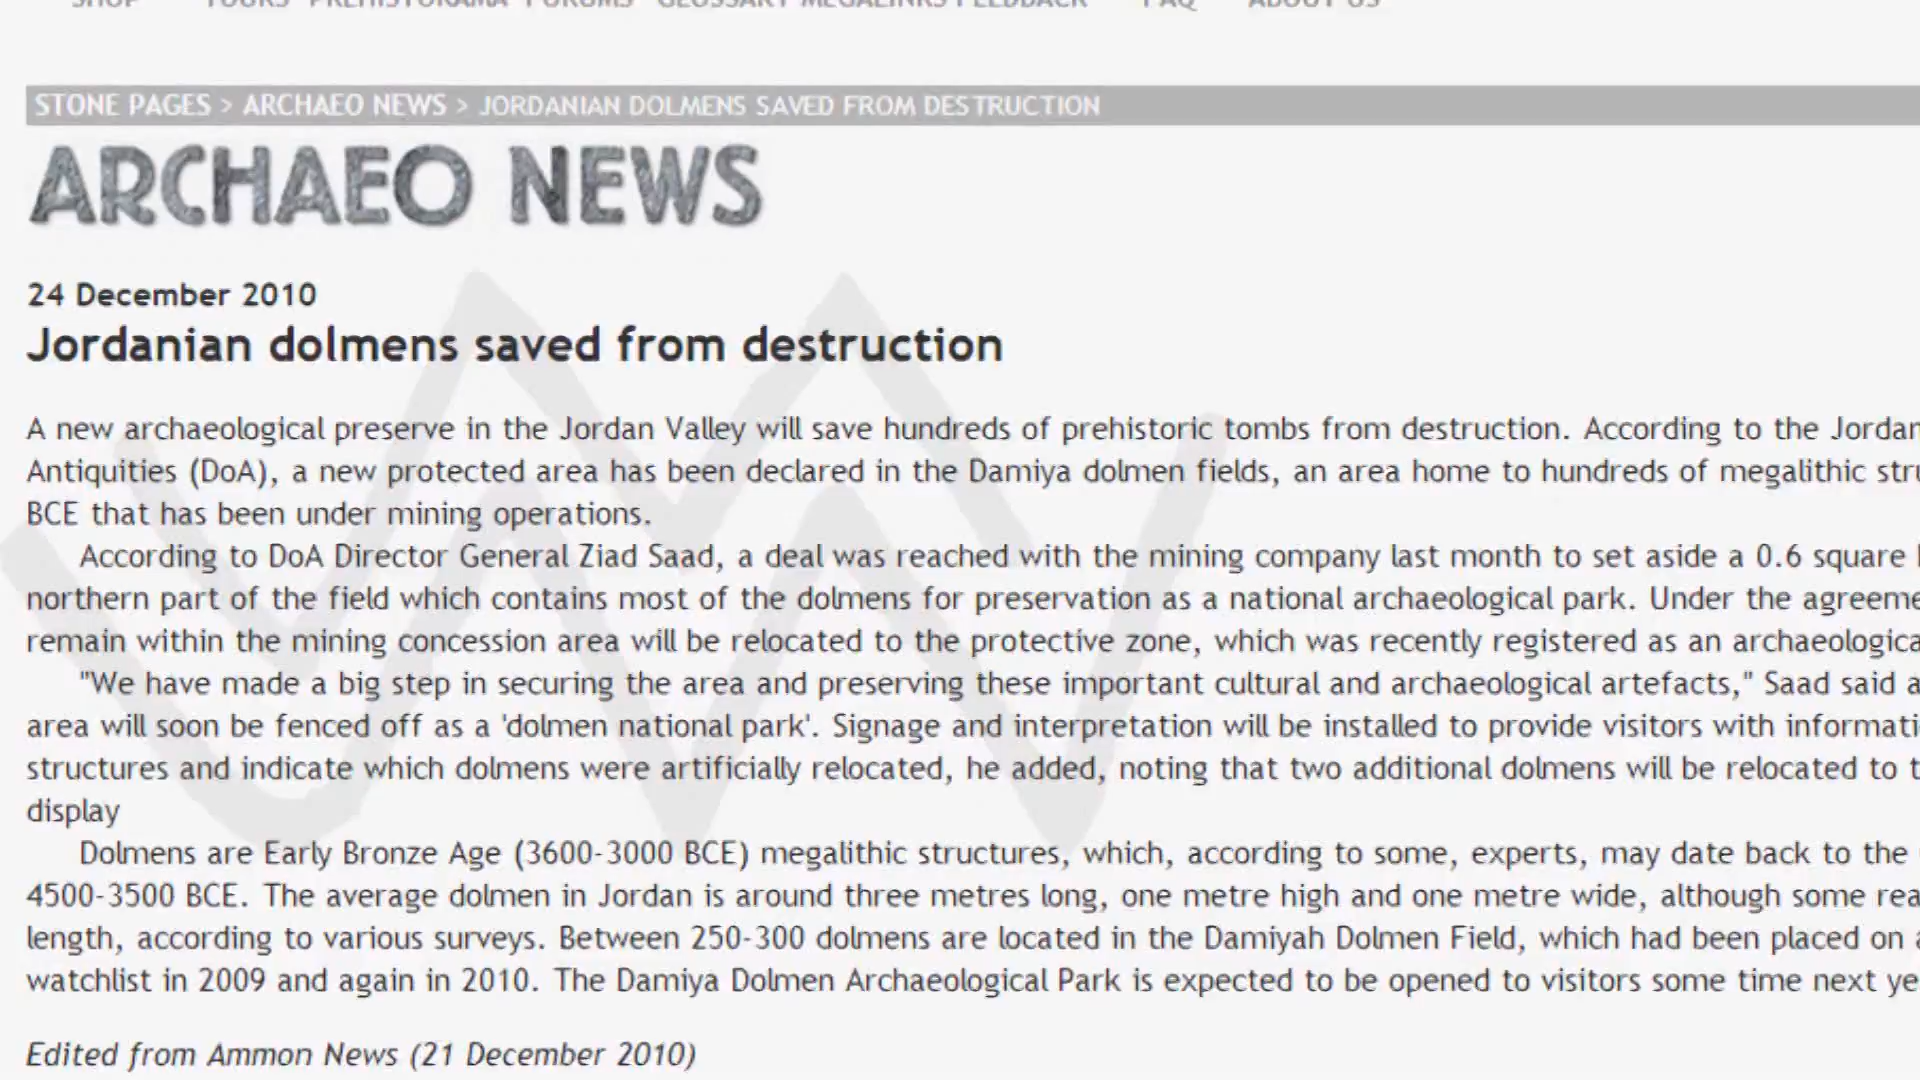 SHOP TOURS PREHISTORAMA FORUMS GLOSSARY MEGALINKS FEEDBACK FAQ ABOUT US
STONE PAGES > ARCHAEO NEWS > JORDANIAN DOLMENS SAVED FROM DESTRUCTION
ARCHAEO NEWS
24 December 2010
Jordanian dolmens saved from destruction
A new archaeological preserve in the Jordan Valley will save hundreds of prehistoric tombs from destruction. According to the Jordan
Antiquities (DoA), a new protected area has been declared in the Damiya dolmen fields, an area home to hundreds of megalithic
BCE that has been under mining operations.
According to DoA Director General Ziad Saad, a deal was reached with the mining company last month to set aside a 0.6 square
northern part of the field which contains most of the dolmens for preservation as a national archaeological park. Under the
remain within the mining concession area will be relocated to the protective zone, which was recently registered as an
"We have made a big step in securing the area and preserving these important cultural and archaeological artefacts," Saad said
area will soon be fenced off as a 'dolmen national park'. Signage and interpretation will be installed to provide visitors with
structures and indicate which dolmens were artificially relocated, he added, noting that two additional dolmens will be relocated to
display
Dolmens are Early Bronze Age (3600-3000 BCE) megalithic structures, which, according to some, experts, may date back to the
4500-3500 BCE. The average dolmen in Jordan is around three metres long, one metre high and one metre wide, although some
length, according to various surveys. Between 250-300 dolmens are located in the Damiyah Dolmen Field, which had been placed on
watchlist in 2009 and again in 2010. The Damiya Dolmen Archaeological Park is expected to be opened to visitors some time next
Edited from Ammon News (21 December 2010)